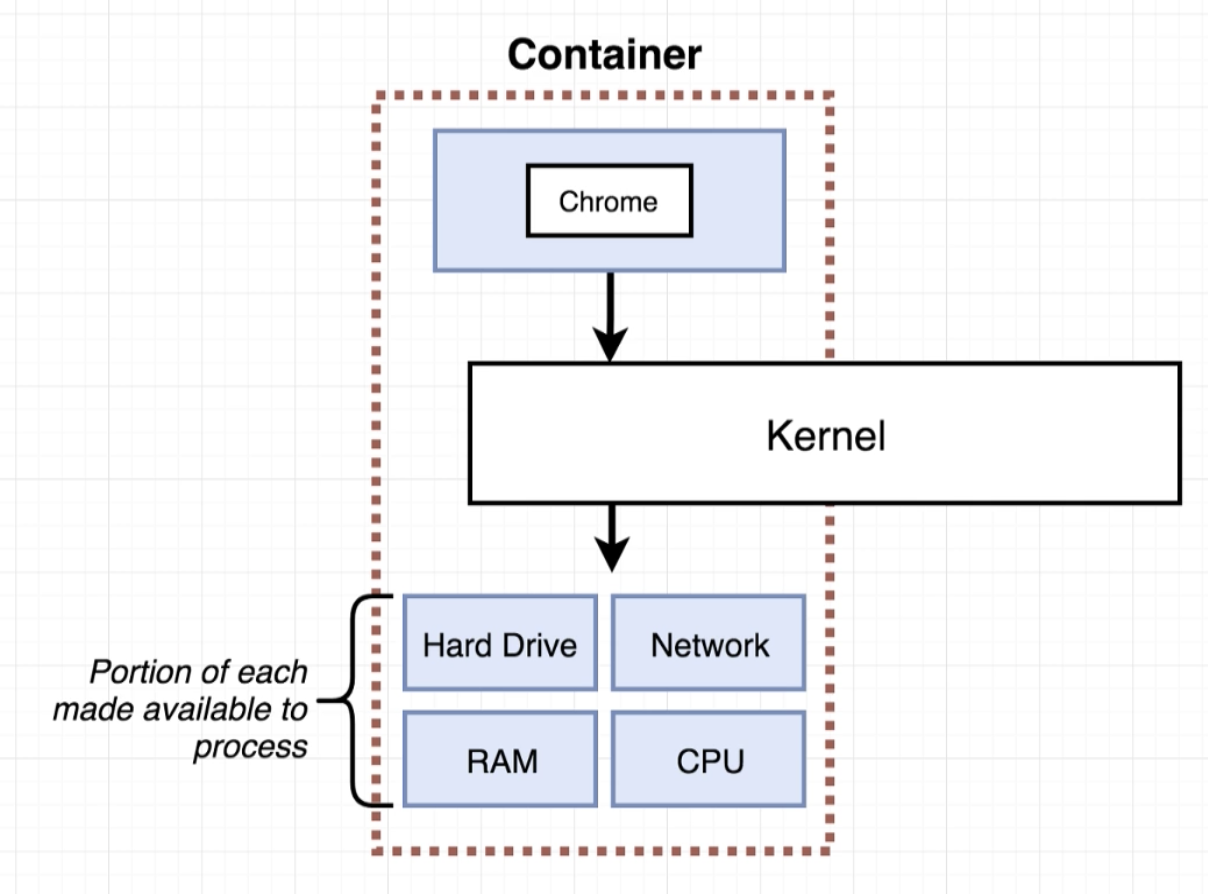 Container
Chrome
Kernel
Hard Drive
Network
Portion of each
made available to
process
RAM
CPU